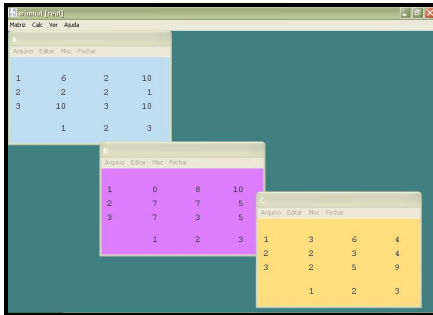 winmat [real]
Matriz Calc Ver Ajuda
A
Arquivo Editar Misc Fechar
1 6 2 10
2 2 2 1
3 10 3 10
1 2 3
B
Arquivo Editar Misc Fechar
1 0 8 10
2 7 7 5
3 7 3 5
1 2 3
C
Arquivo Editar Misc Fechar
1 3 6 4
2 2 3 4
3 2 5 9
1 2 3